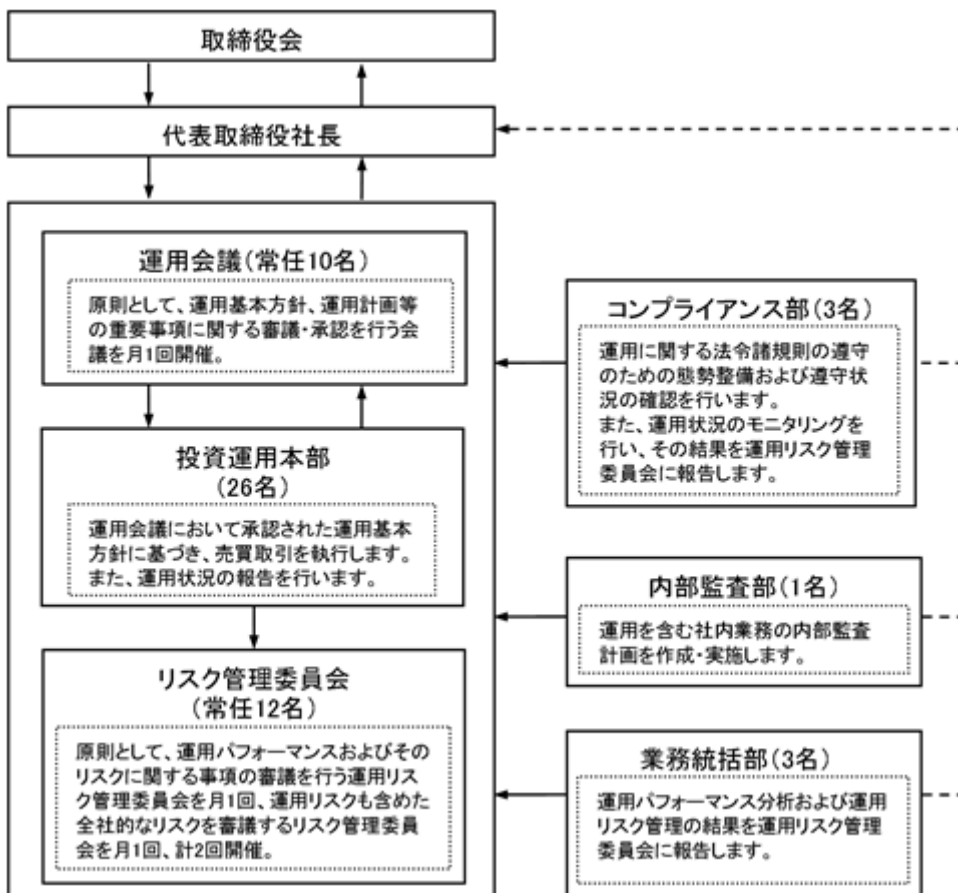 取締役会
代表取締役社長
運用会議(常任10名)
原則として、運用基本方針、運用計画等
の重要事項に関する審議・承認を行う会
議を月1回開催。
投資運用本部
(26名)
運用会議において承認された運用基本
方針に基づき、売買取引を執行します。
また、運用状況の報告を行います。
リスク管理委員会
(常任12名)
原則として、運用パフォーマンスおよびその
リスクに関する事項の審議を行う運用リス
ク管理委員会を月1回、運用リスクも含めた
全社的なリスクを審議するリスク管理委員
会を月1回、計2回開催。
コンプライアンス部(3名)
運用に関する法令諸規則の遵守
のための態勢整備および遵守状
況の確認を行います。
また、運用状況のモニタリングを
行い、その結果を運用リスク管理
委員会に報告します。
内部監査部(1名)
運用を含む社内業務の内部監査
計画を作成・実施します。
業務統括部(3名)
運用パフォーマンス分析および運用
リスク管理の結果を運用リスク管理
委員会に報告します。